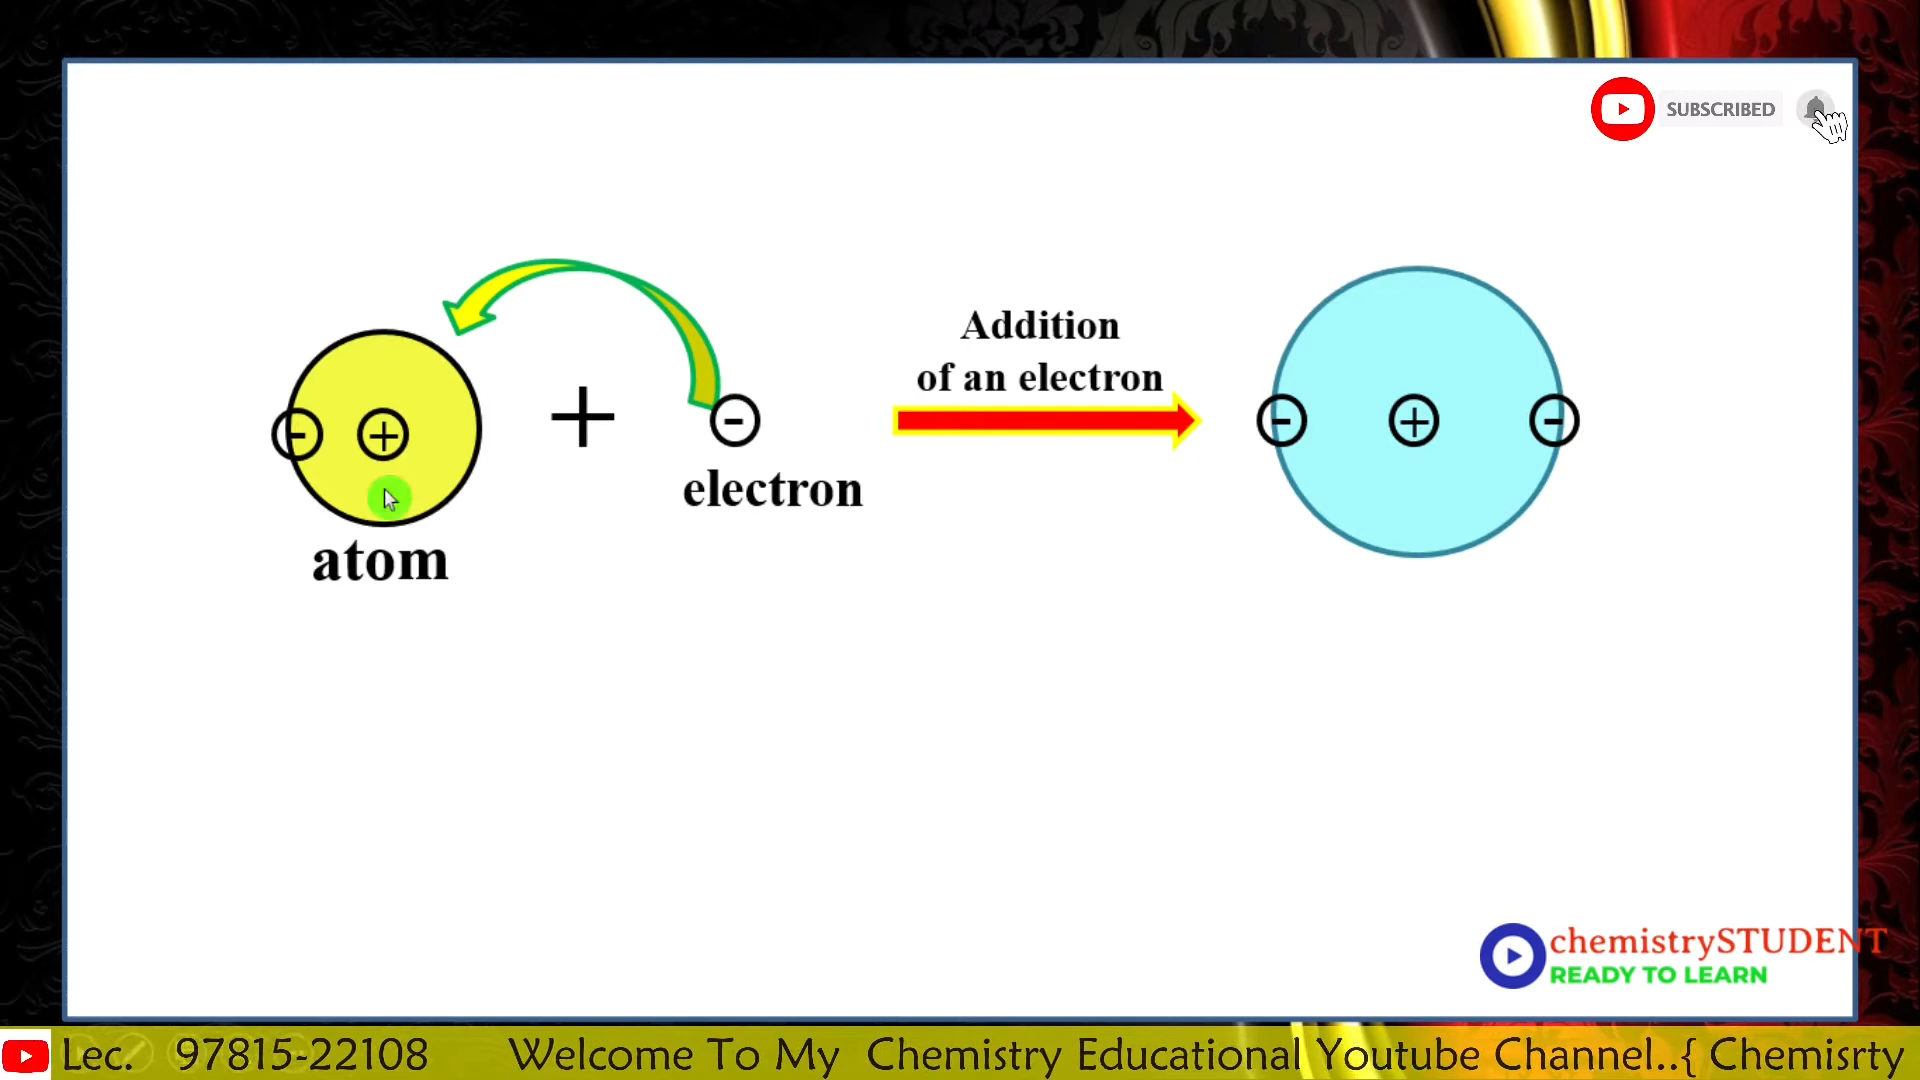 SUBSCRIBED
Addition
of an electron
+
-
+
-
-
+
-
electron
atom
chemistrySTUDENT
READY TO LEARN
Lec. 97815-22108 Welcome To My Chemistry Educational Youtube Channel..{ Chemisrty